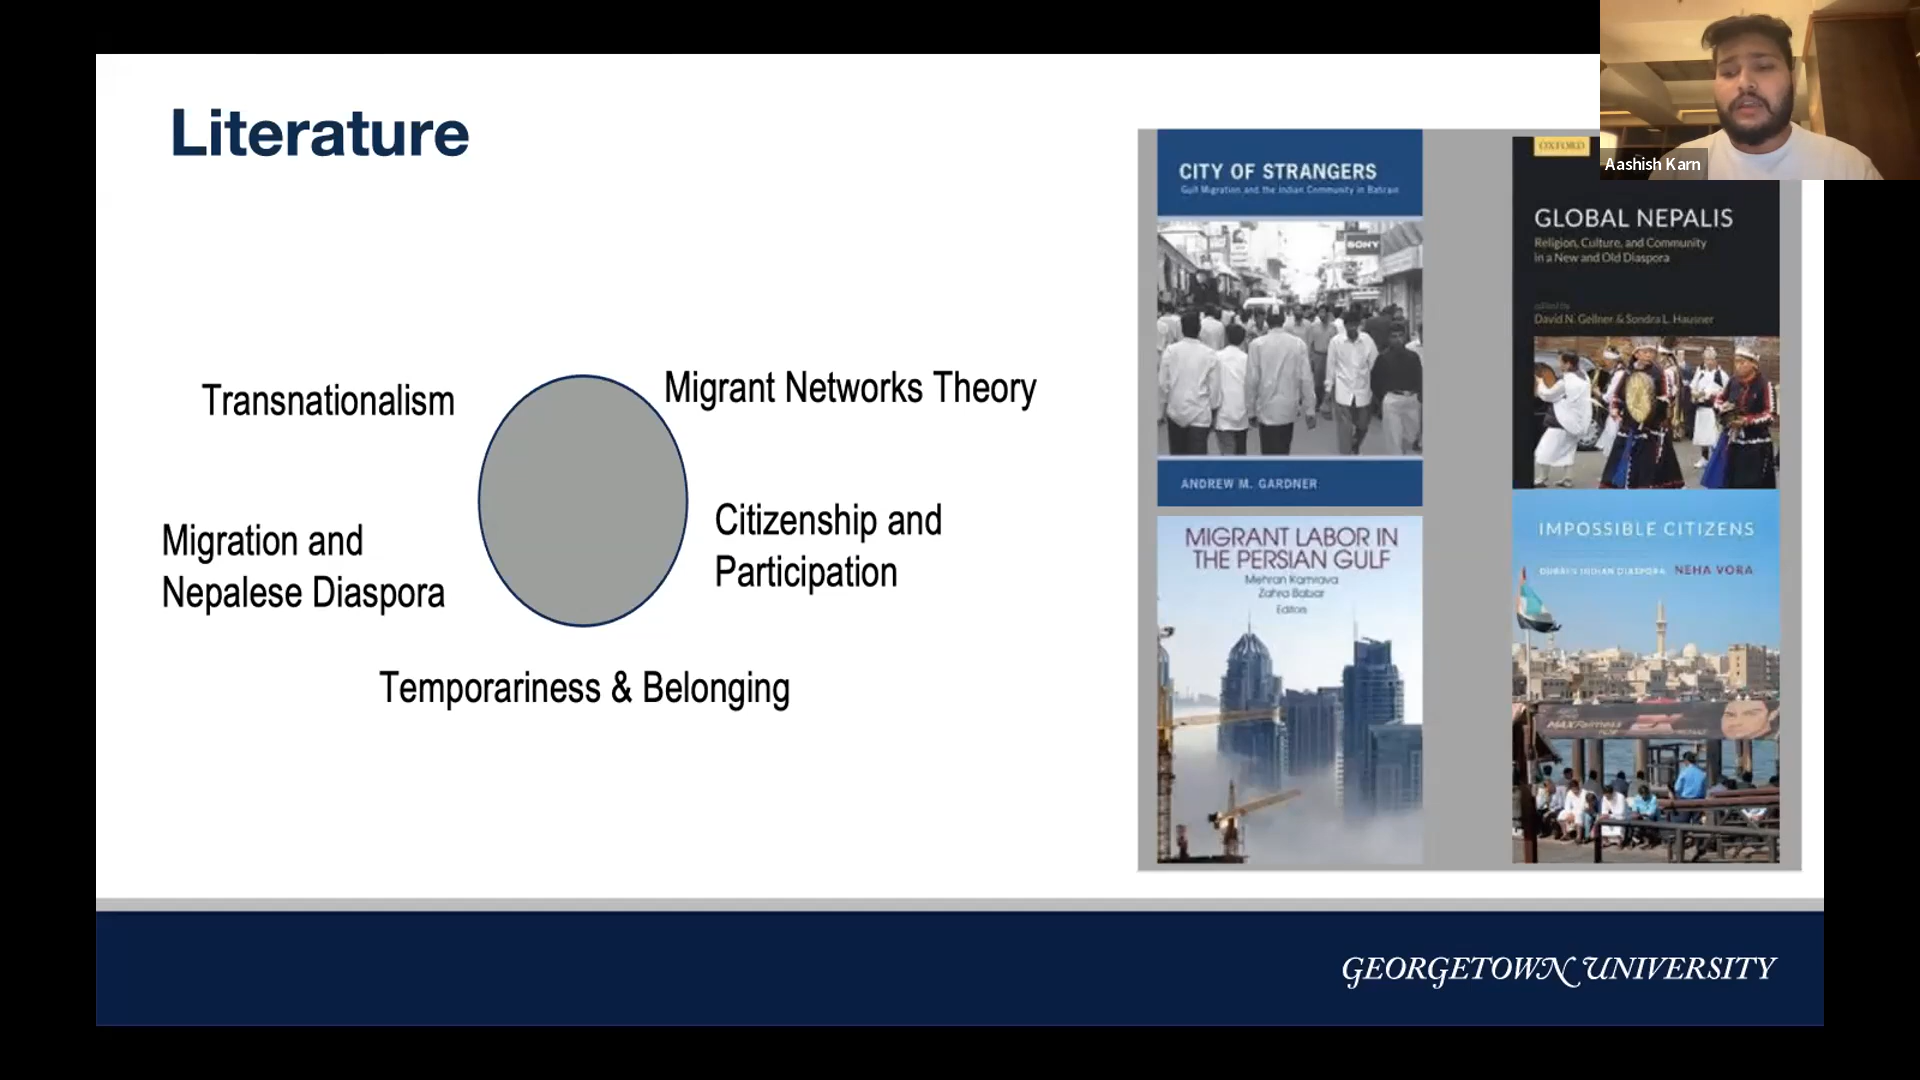 Literature
Transnationalism
Migrant Networks Theory
Migration and
Nepalese Diaspora
Citizenship and
Participation
Temporariness & Belonging
CITY OF STRANGERS
Gulf Migration and the Indian Community in Bahrain
SONY
ANDREW M. GARDNER
OXFORD
GLOBAL NEPALIS
Religion, Culture, and Community
in a New and Old Diaspora
edited by
David N. Gellner & Sondra L. Hausner
MIGRANT LABOR IN
THE PERSIAN GULF
Mehran Kamrava
Zahra Babar
Editors
IMPOSSIBLE CITIZENS
DUBAI'S INDIAN DIASPORA NEHA VORA
Aashish Karn
GEORGETOWN UNIVERSITY